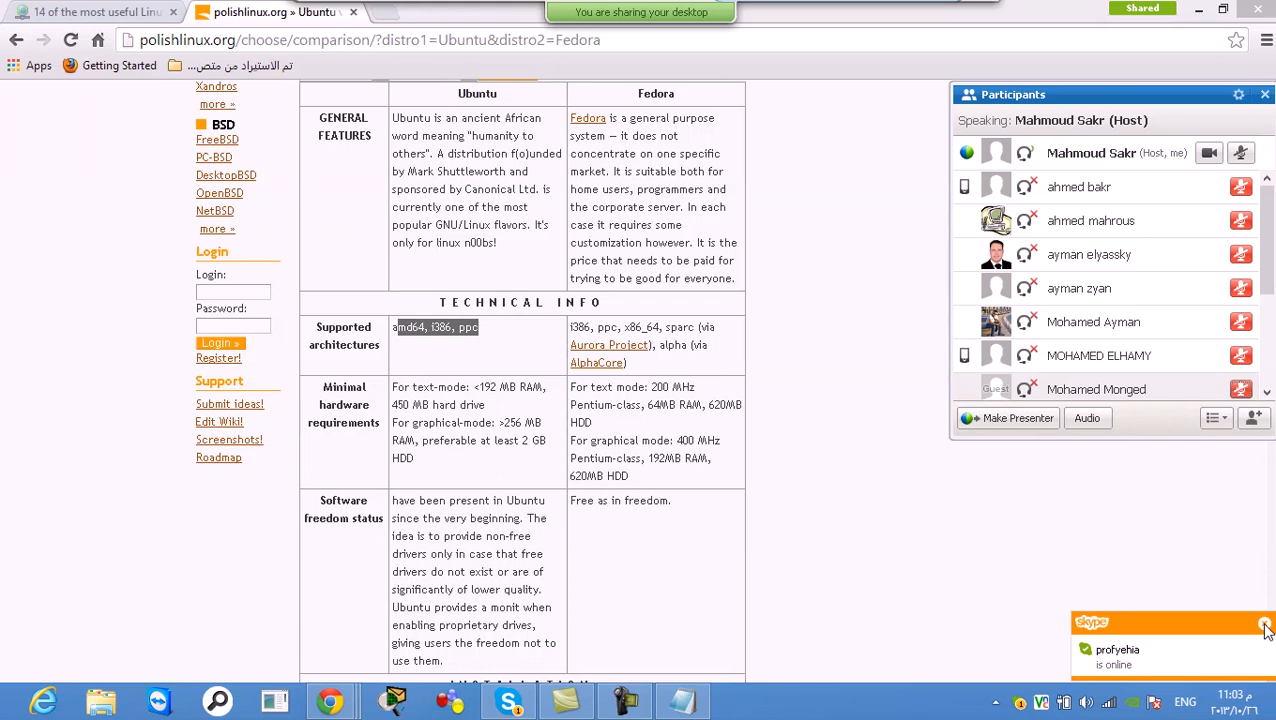 14 of the most useful Linu
polishlinux.org » Ubuntu v
You are sharing your desktop
Shared
polishlinux.org/choose/comparison/?distro1=Ubuntu&distro2=Fedora
Apps
Getting Started
تم الاستيراد من متص...
Xandros
more »
BSD
FreeBSD
PC-BSD
DesktopBSD
OpenBSD
NetBSD
more »
Login
Login:
Password:
Login »
Register!
Support
Submit ideas!
Edit Wiki!
Screenshots!
Roadmap
Ubuntu
Fedora
GENERAL
FEATURES
Ubuntu is an ancient African
word meaning "humanity to
others". A distribution f(o)unded
by Mark Shuttleworth and
sponsored by Canonical Ltd. is
currently one of the most
popular GNU/Linux flavors. It's
only for linux n00bs!
Fedora is a general purpose
system — it does not
concentrate on one specific
market. It is suitable both for
home users, programmers and
the corporate server. In each
case it requires some
customization however. It is the
price that needs to be paid for
trying to be good for everyone.
TECHNICAL INFO
Supported
architectures
amd64, i386, ppc
i386, ppc, x86_64, sparc (via
Aurora Project), alpha (via
AlphaCore)
Minimal
hardware
requirements
For text-mode: <192 MB RAM,
450 MB hard drive
For graphical-mode: >256 MB
RAM, preferable at least 2 GB
HDD
For text mode: 200 MHz
Pentium-class, 64MB RAM, 620MB
HDD
For graphical mode: 400 MHz
Pentium-class, 192MB RAM,
620MB HDD
Software
freedom status
have been present in Ubuntu
since the very beginning. The
idea is to provide non-free
drivers only in case that free
drivers do not exist or are of
significantly of lower quality.
Ubuntu provides a monit when
enabling proprietary drives,
giving users the freedom not to
use them.
Free as in freedom.
Participants
Speaking: Mahmoud Sakr (Host)
Mahmoud Sakr (Host, me)
ahmed bakr
ahmed mahrous
ayman elyassky
ayman zyan
Mohamed Ayman
MOHAMED ELHAMY
Guest
Mohamed Monged
Make Presenter
Audio
skype
profyehia
is online
ENG
11:03 م
٢٠١٣/١٠/٢٦